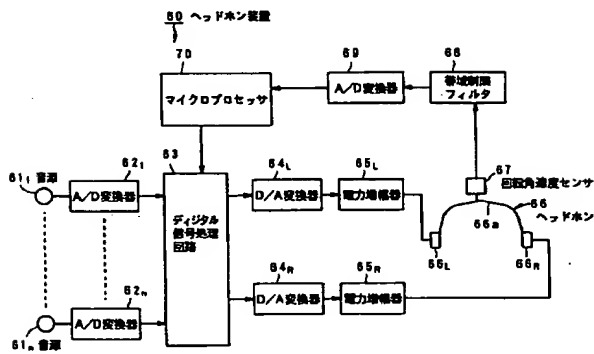 60 ヘッドホン装置
70
マイクロプロセッサ
69
A/D変換器
68
帯域制限
フィルタ
61₁ 音源
62₁
A/D変換器
63
ディジタル
信号処理
回路
64L
D/A変換器
65L
電力増幅器
67
回転角速度センサ
66
ヘッドホン
66a
66L
66R
64R
D/A変換器
65R
電力増幅器
62n
A/D変換器
61n 音源